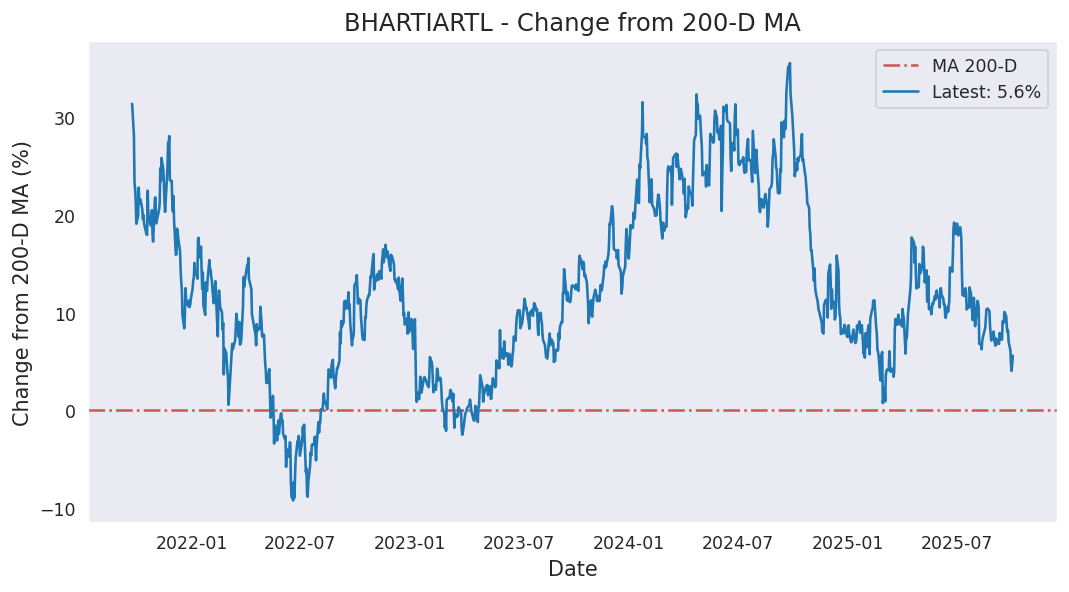 BHARTIARTL - Change from 200-D MA
MA 200-D
Latest: 5.6%
Change from 200-D MA (%)
30
20
10
0
−10
2022-01
2022-07
2023-01
2023-07
2024-01
2024-07
2025-01
2025-07
Date